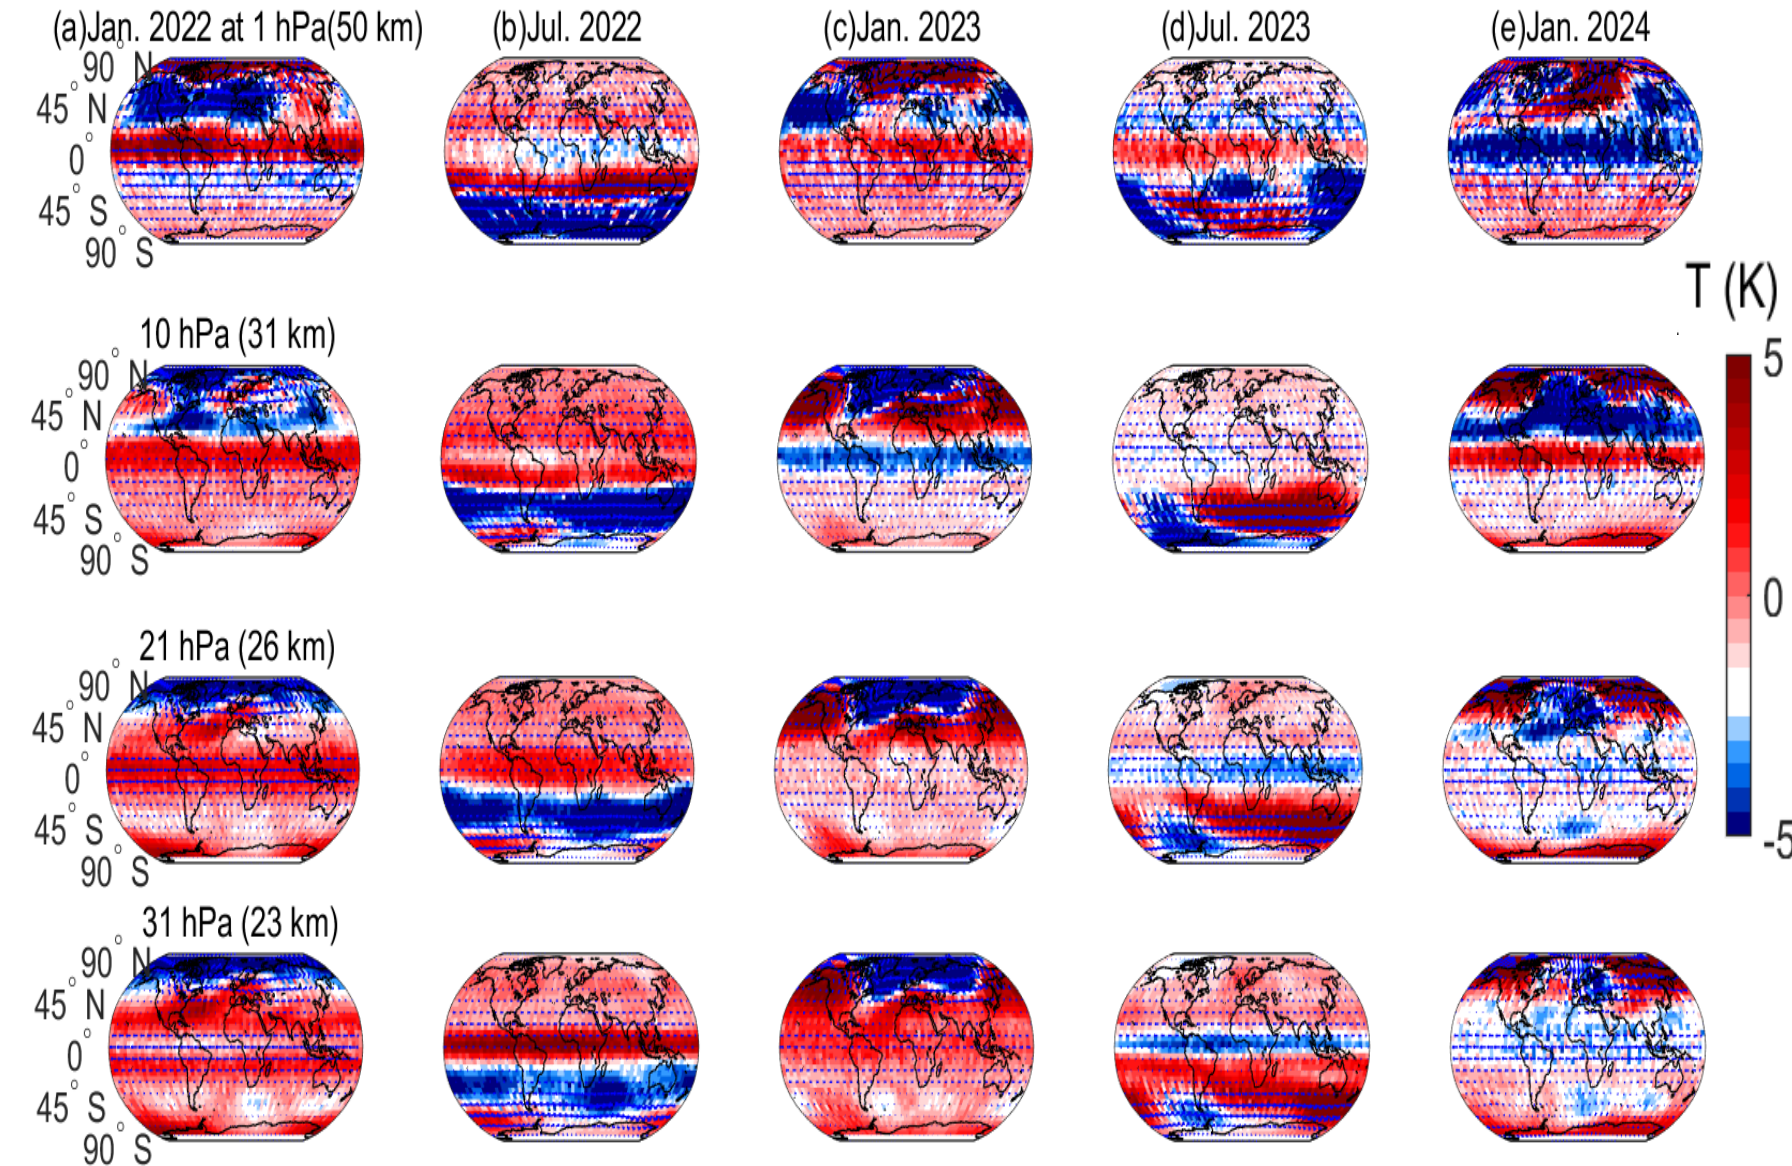 (a)Jan. 2022 at 1 hPa(50 km) (b)Jul. 2022 (c)Jan. 2023 (d)Jul. 2023 (e)Jan. 2024
90° N
45° N
0°
45° S
90° S
T (K)
10 hPa (31 km)
90° N
45° N
0°
45° S
90° S
5
0
-5
21 hPa (26 km)
90° N
45° N
0°
45° S
90° S
31 hPa (23 km)
90° N
45° N
0°
45° S
90° S